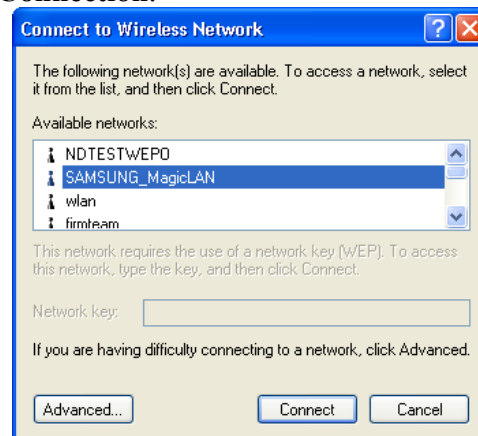 Connect to Wireless Network
The following network(s) are available. To access a network, select
it from the list, and then click Connect.
Available networks:
NDTESTWEP0
SAMSUNG_MagicLAN
wlan
firmteam
This network requires the use of a network key (WEP). To access
this network, type the key, and then click Connect.
Network key:
If you are having difficulty connecting to a network, click Advanced.
Advanced... Connect Cancel